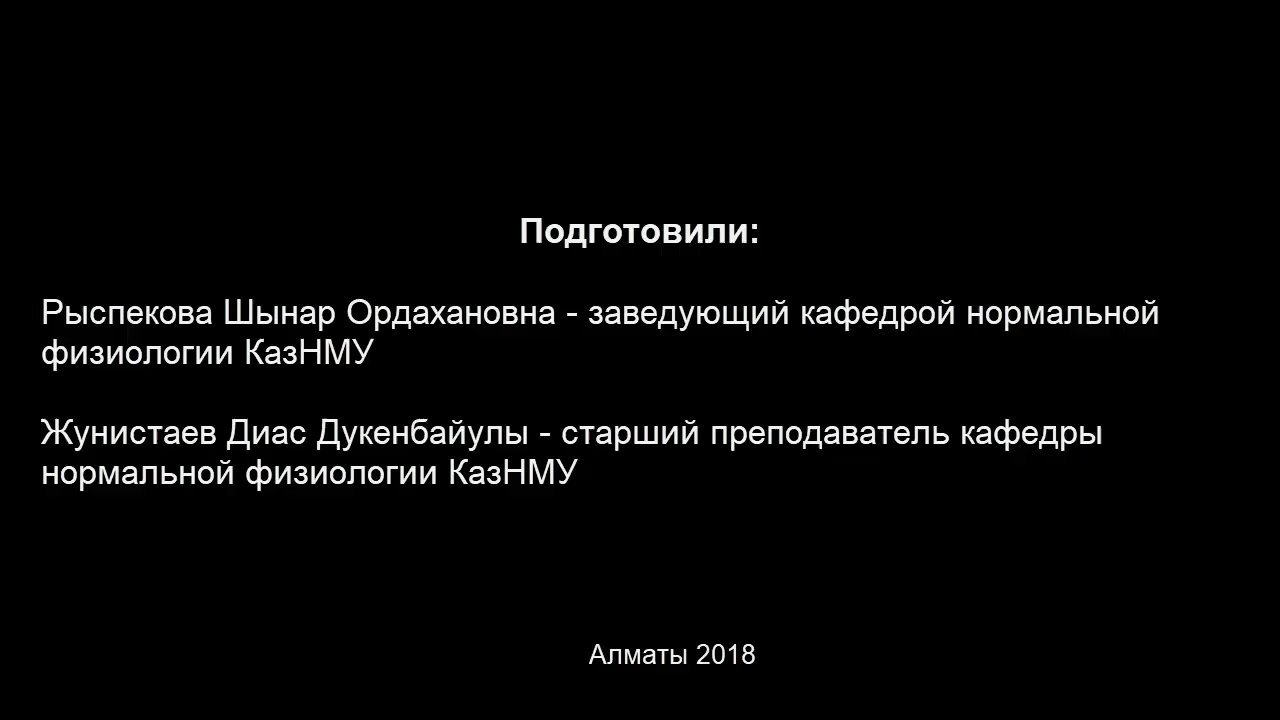 Подготовили:
Рыспекова Шынар Ордахановна - заведующий кафедрой нормальной
физиологии КазНМУ
Жунистаев Диас Дукенбайулы - старший преподаватель кафедры
нормальной физиологии КазНМУ
Алматы 2018